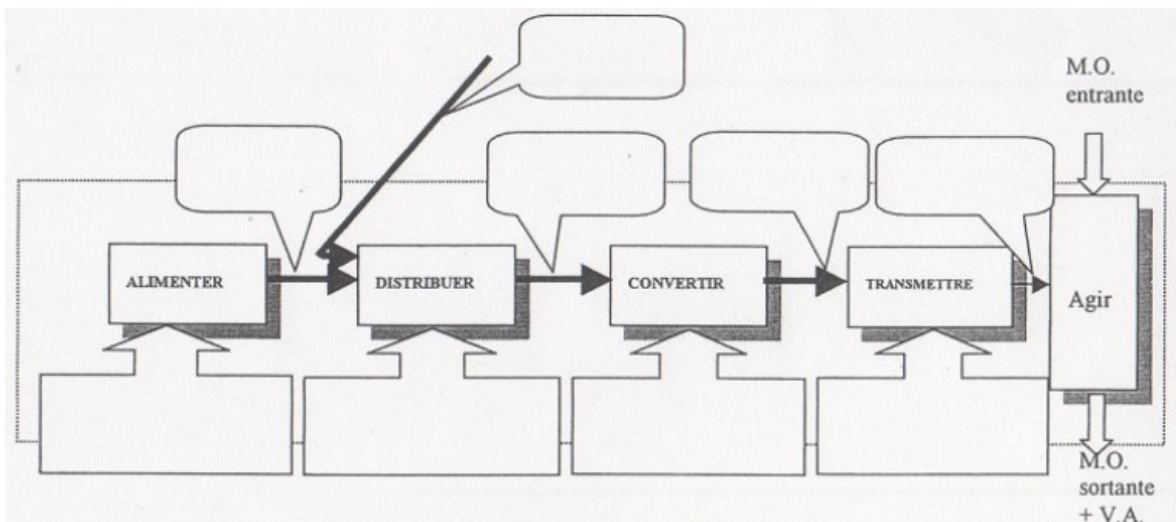 M.O.
entrante
ALIMENTER
DISTRIBUER
CONVERTIR
TRANSMETTRE
Agir
M.O.
sortante
+ V.A.